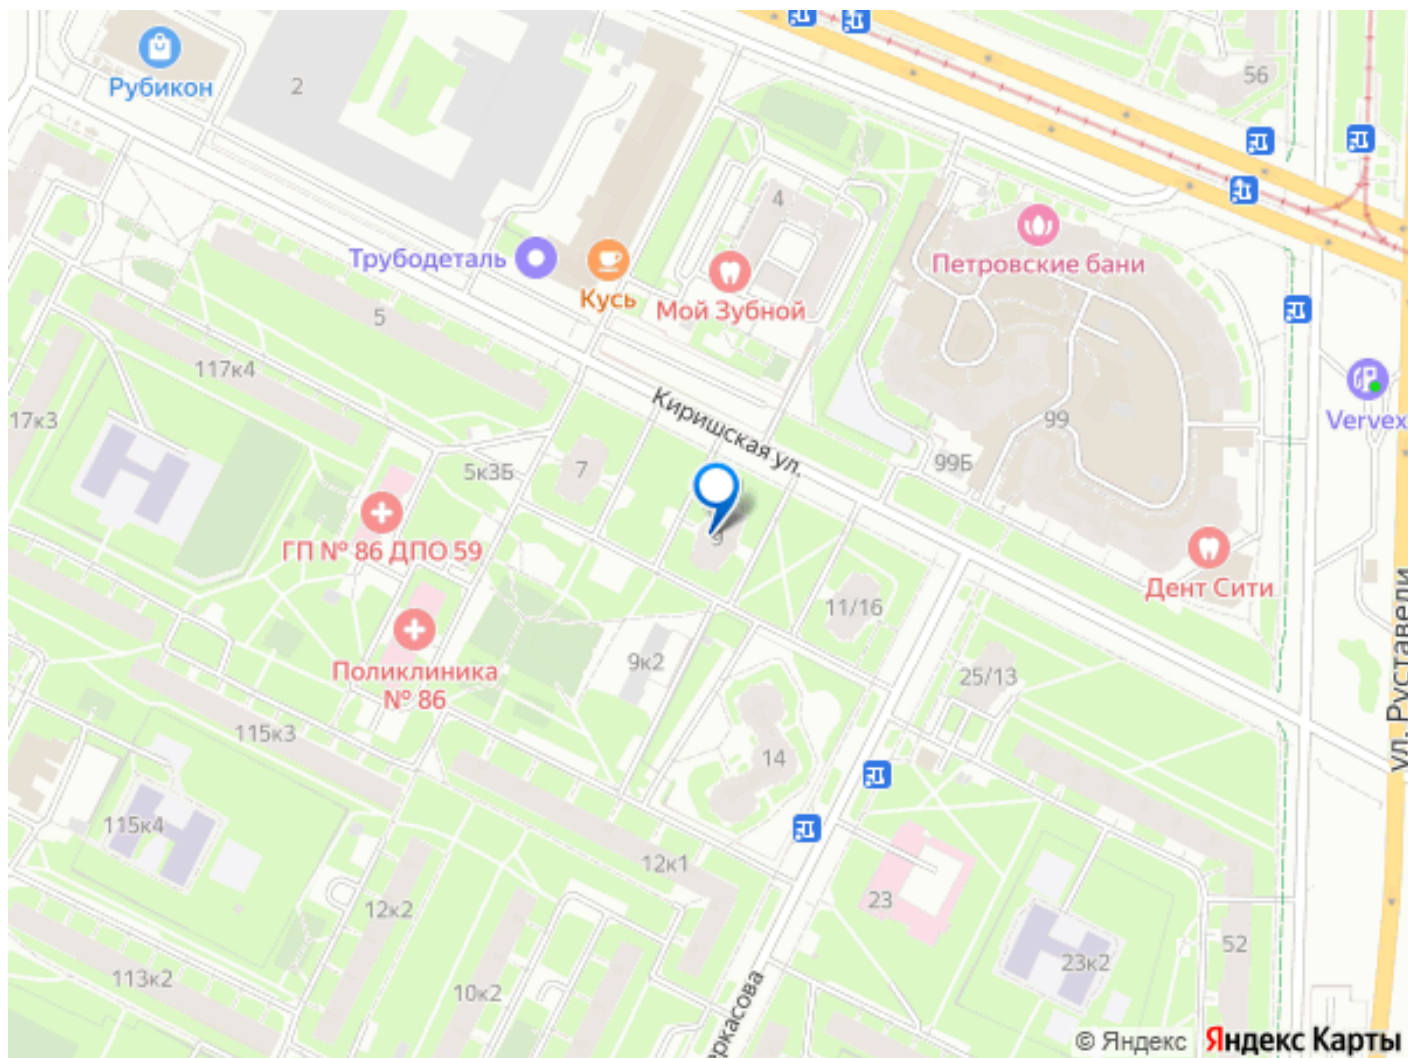 56
Рубикон
2
4
Трубодеталь
Кусь
Мой Зубной
Петровские бани
5
117к4
17к3
Киришская ул.
99
Vervex
99Б
5к3Б
7
9
ГП № 86 ДПО 59
Дент Сити
11/16
ул. Руставели
Поликлиника
№ 86
9к2
25/13
115к3
14
115к4
12к1
23
12к2
52
23к2
113к2
10к2
еркасова
© Яндекс
Яндекс Карты